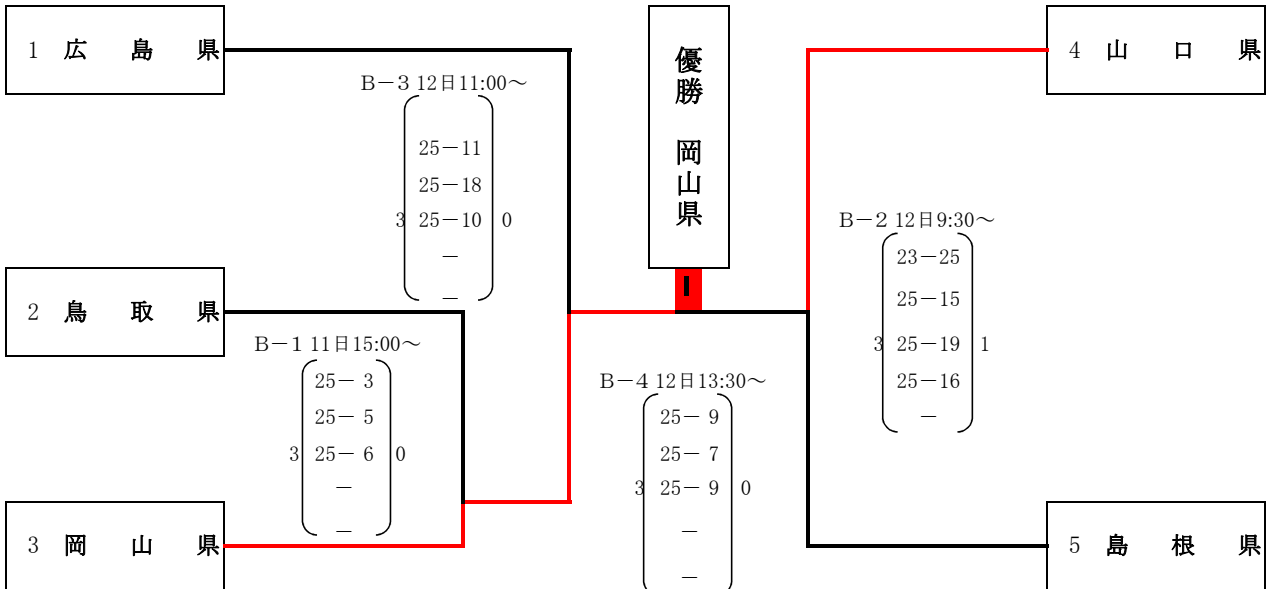 1 広 島 県
優勝 岡山県
4 山 口 県
B－3 12日11:00～
25－11
25－18
3 25－10 0
－
－
B－2 12日9:30～
23－25
25－15
3 25－19 1
25－16
－
2 鳥 取 県
B－1 11日15:00～
25－ 3
25－ 5
3 25－ 6 0
－
－
B－4 12日13:30～
25－ 9
25－ 7
3 25－ 9 0
－
－
3 岡 山 県
5 島 根 県